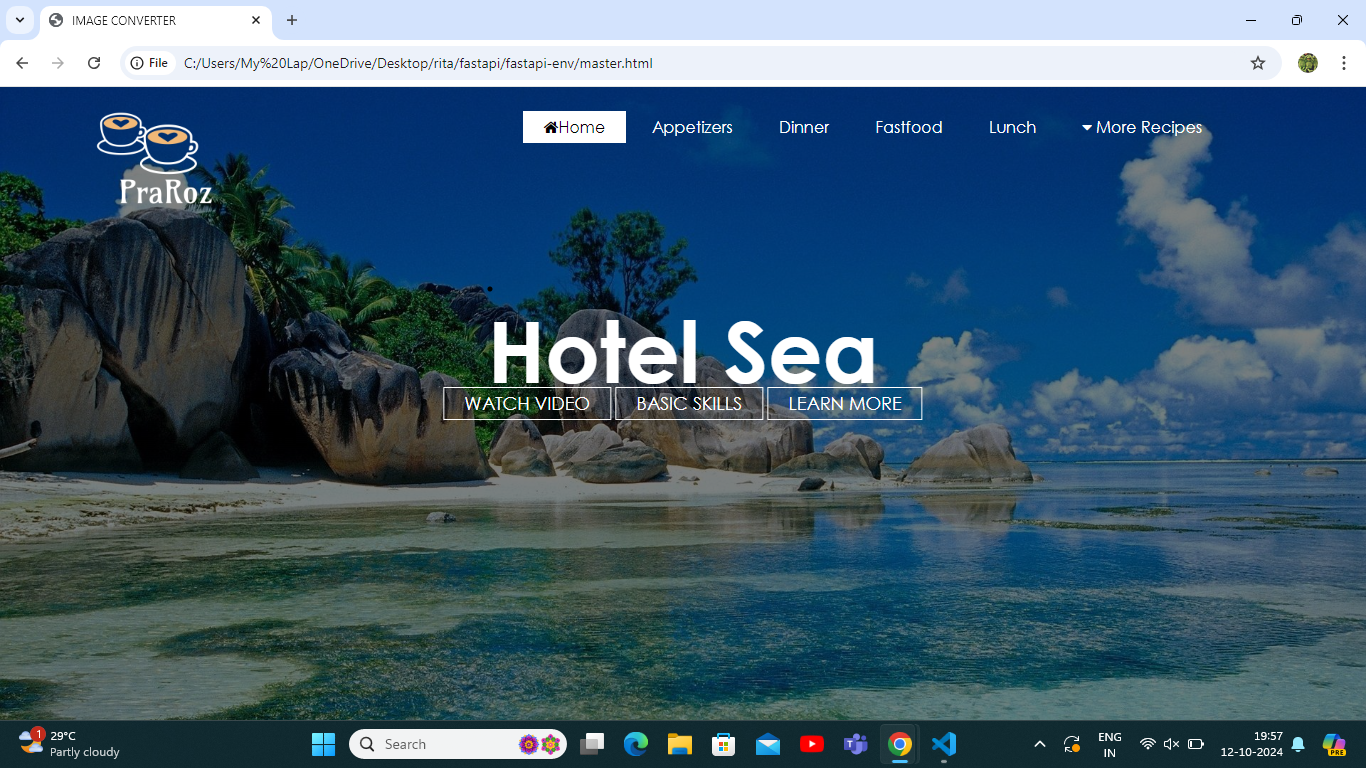 IMAGE CONVERTER
File
C:/Users/My%20Lap/OneDrive/Desktop/rita/fastapi/fastapi-env/master.html
PraRoz
Home Appetizers Dinner Fastfood Lunch More Recipes
Hotel Sea
WATCH VIDEO BASIC SKILLS LEARN MORE
1
29°C
Partly cloudy
Search
ENG
IN
19:57
12-10-2024
PRE